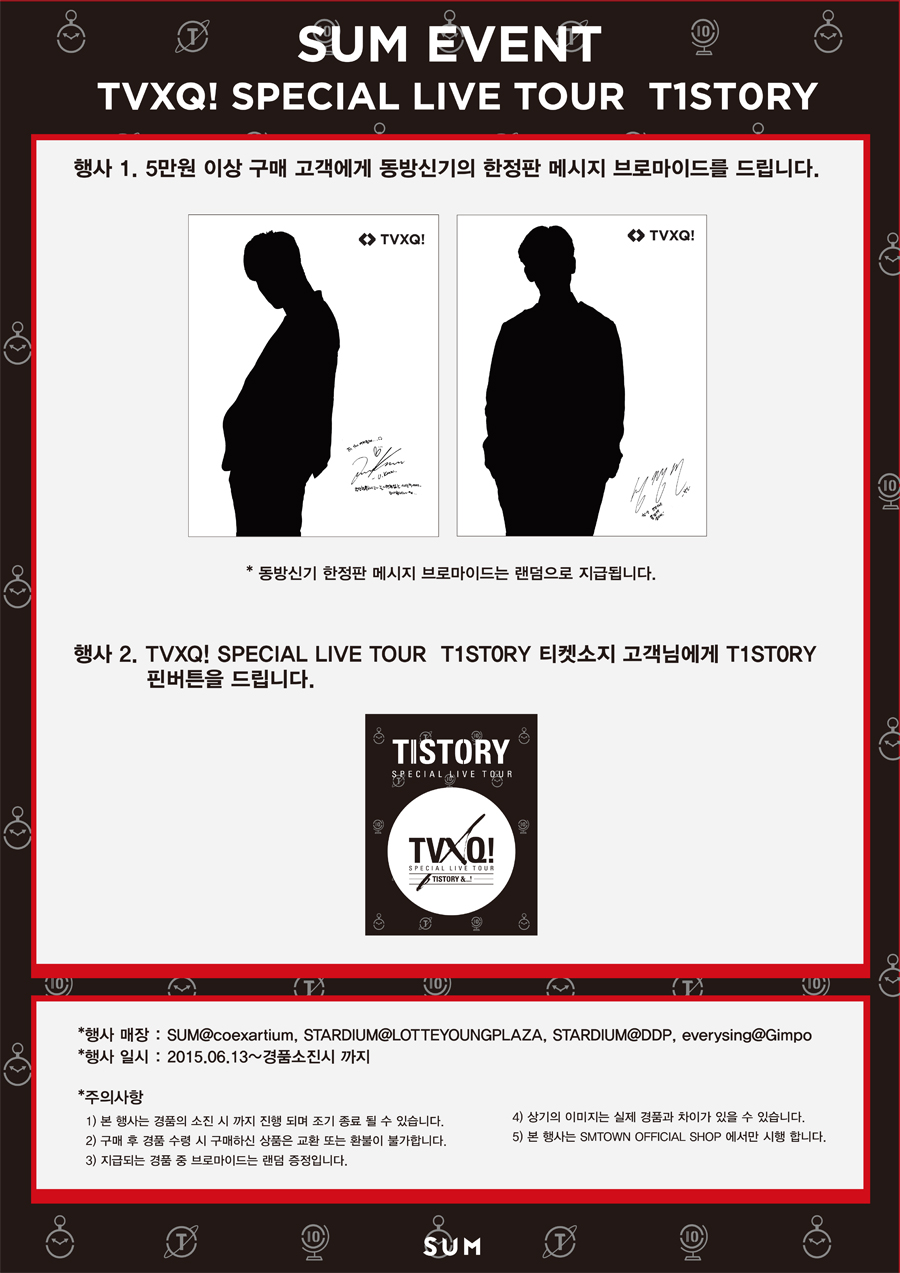 SUM EVENT
TVXQ! SPECIAL LIVE TOUR T1ST0RY
행사 1. 5만원 이상 구매 고객에게 동방신기의 한정판 메시지 브로마이드를 드립니다.
TVXQ!
TVXQ!
* 동방신기 한정판 메시지 브로마이드는 랜덤으로 지급됩니다.
행사 2. TVXQ! SPECIAL LIVE TOUR T1ST0RY 티켓소지 고객님에게 T1ST0RY
핀버튼을 드립니다.
T1ST0RY
SPECIAL LIVE TOUR
TVXQ!
SPECIAL LIVE TOUR
T1ST0RY &...!
*행사 매장 : SUM@coexartium, STARDIUM@LOTTEYOUNGPLAZA, STARDIUM@DDP, everysing@Gimpo
*행사 일시 : 2015.06.13~경품소진시 까지
*주의사항
1) 본 행사는 경품의 소진 시 까지 진행 되며 조기 종료 될 수 있습니다.
2) 구매 후 경품 수령 시 구매하신 상품은 교환 또는 환불이 불가합니다.
3) 지급되는 경품 중 브로마이드는 랜덤 증정입니다.
4) 상기의 이미지는 실제 경품과 차이가 있을 수 있습니다.
5) 본 행사는 SMTOWN OFFICIAL SHOP 에서만 시행 합니다.
SUM